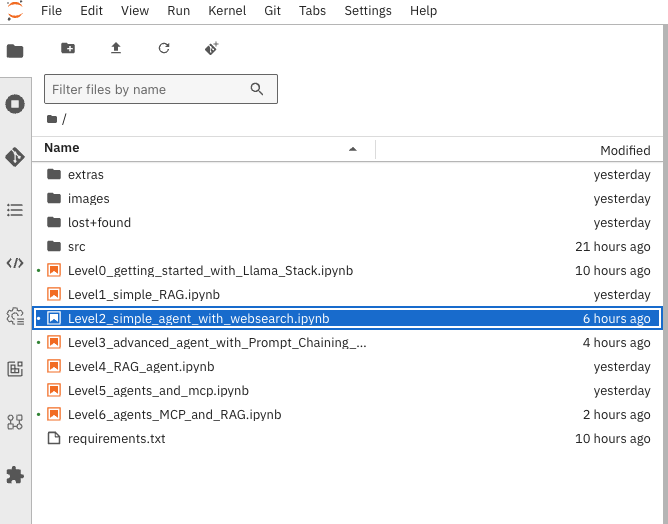 File Edit View Run Kernel Git Tabs Settings Help
Filter files by name
/
Name Modified
extras yesterday
images yesterday
lost+found yesterday
src 21 hours ago
Level0_getting_started_with_Llama_Stack.ipynb 10 hours ago
Level1_simple_RAG.ipynb yesterday
Level2_simple_agent_with_websearch.ipynb 6 hours ago
Level3_advanced_agent_with_Prompt_Chaining_... 4 hours ago
Level4_RAG_agent.ipynb yesterday
Level5_agents_and_mcp.ipynb yesterday
Level6_agents_MCP_and_RAG.ipynb 2 hours ago
requirements.txt 10 hours ago